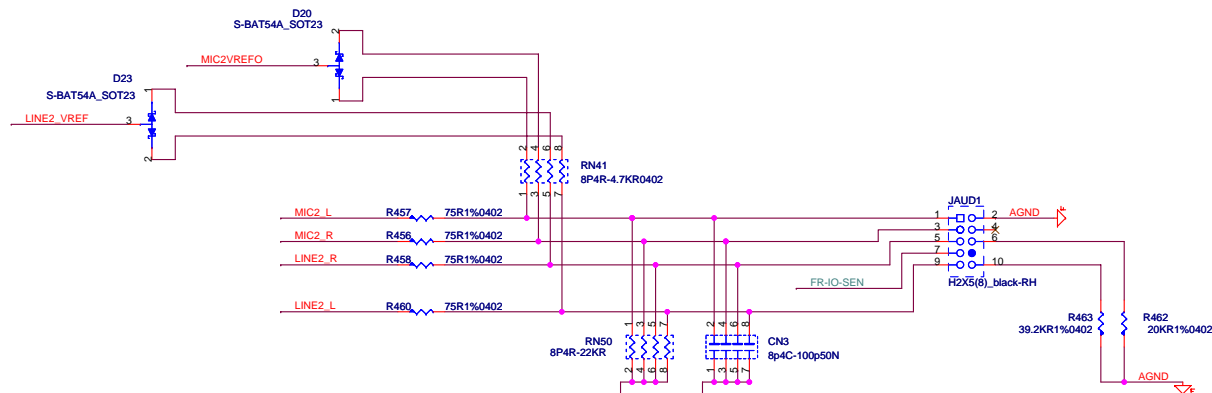 D20
S-BAT54A_SOT23
2
MIC2VREFO
3
1
D23
S-BAT54A_SOT23
1
LINE2_VREF
3
2
2
4
6
8
RN41
8P4R-4.7KR0402
1
3
5
7
MIC2_L
R457
75R1%0402
MIC2_R
R456
75R1%0402
LINE2_R
R458
75R1%0402
LINE2_L
R460
75R1%0402
JAUD1
1
2
AGND
3
4
5
6
7
9
10
H2X5(8)_black-RH
FR-IO-SEN
R463
39.2KR1%0402
R462
20KR1%0402
1
3
5
7
RN50
8P4R-22KR
2
4
6
8
2
4
6
8
CN3
8p4C-100p50N
1
3
5
7
AGND